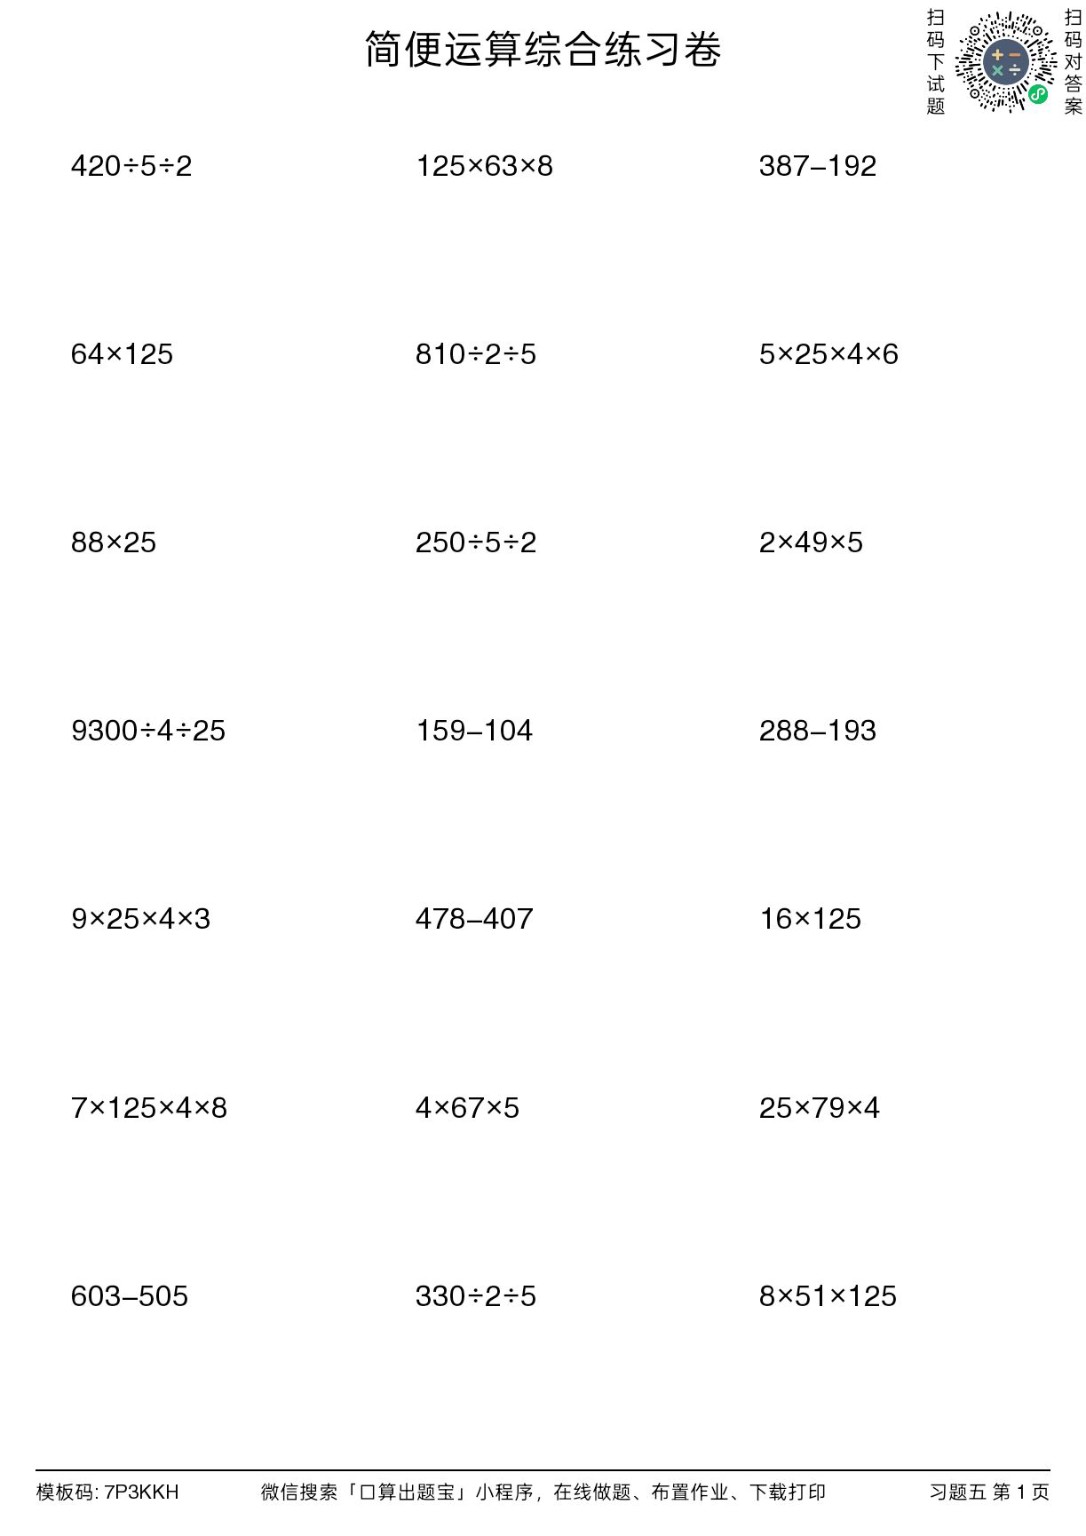 简便运算综合练习卷
扫码下试题
扫码对答案
420÷5÷2 125×63×8 387–192
64×125 810÷2÷5 5×25×4×6
88×25 250÷5÷2 2×49×5
9300÷4÷25 159–104 288–193
9×25×4×3 478–407 16×125
7×125×4×8 4×67×5 25×79×4
603–505 330÷2÷5 8×51×125
模板码: 7P3KKH 微信搜索「口算出题宝」小程序，在线做题、布置作业、下载打印 习题五 第 1 页